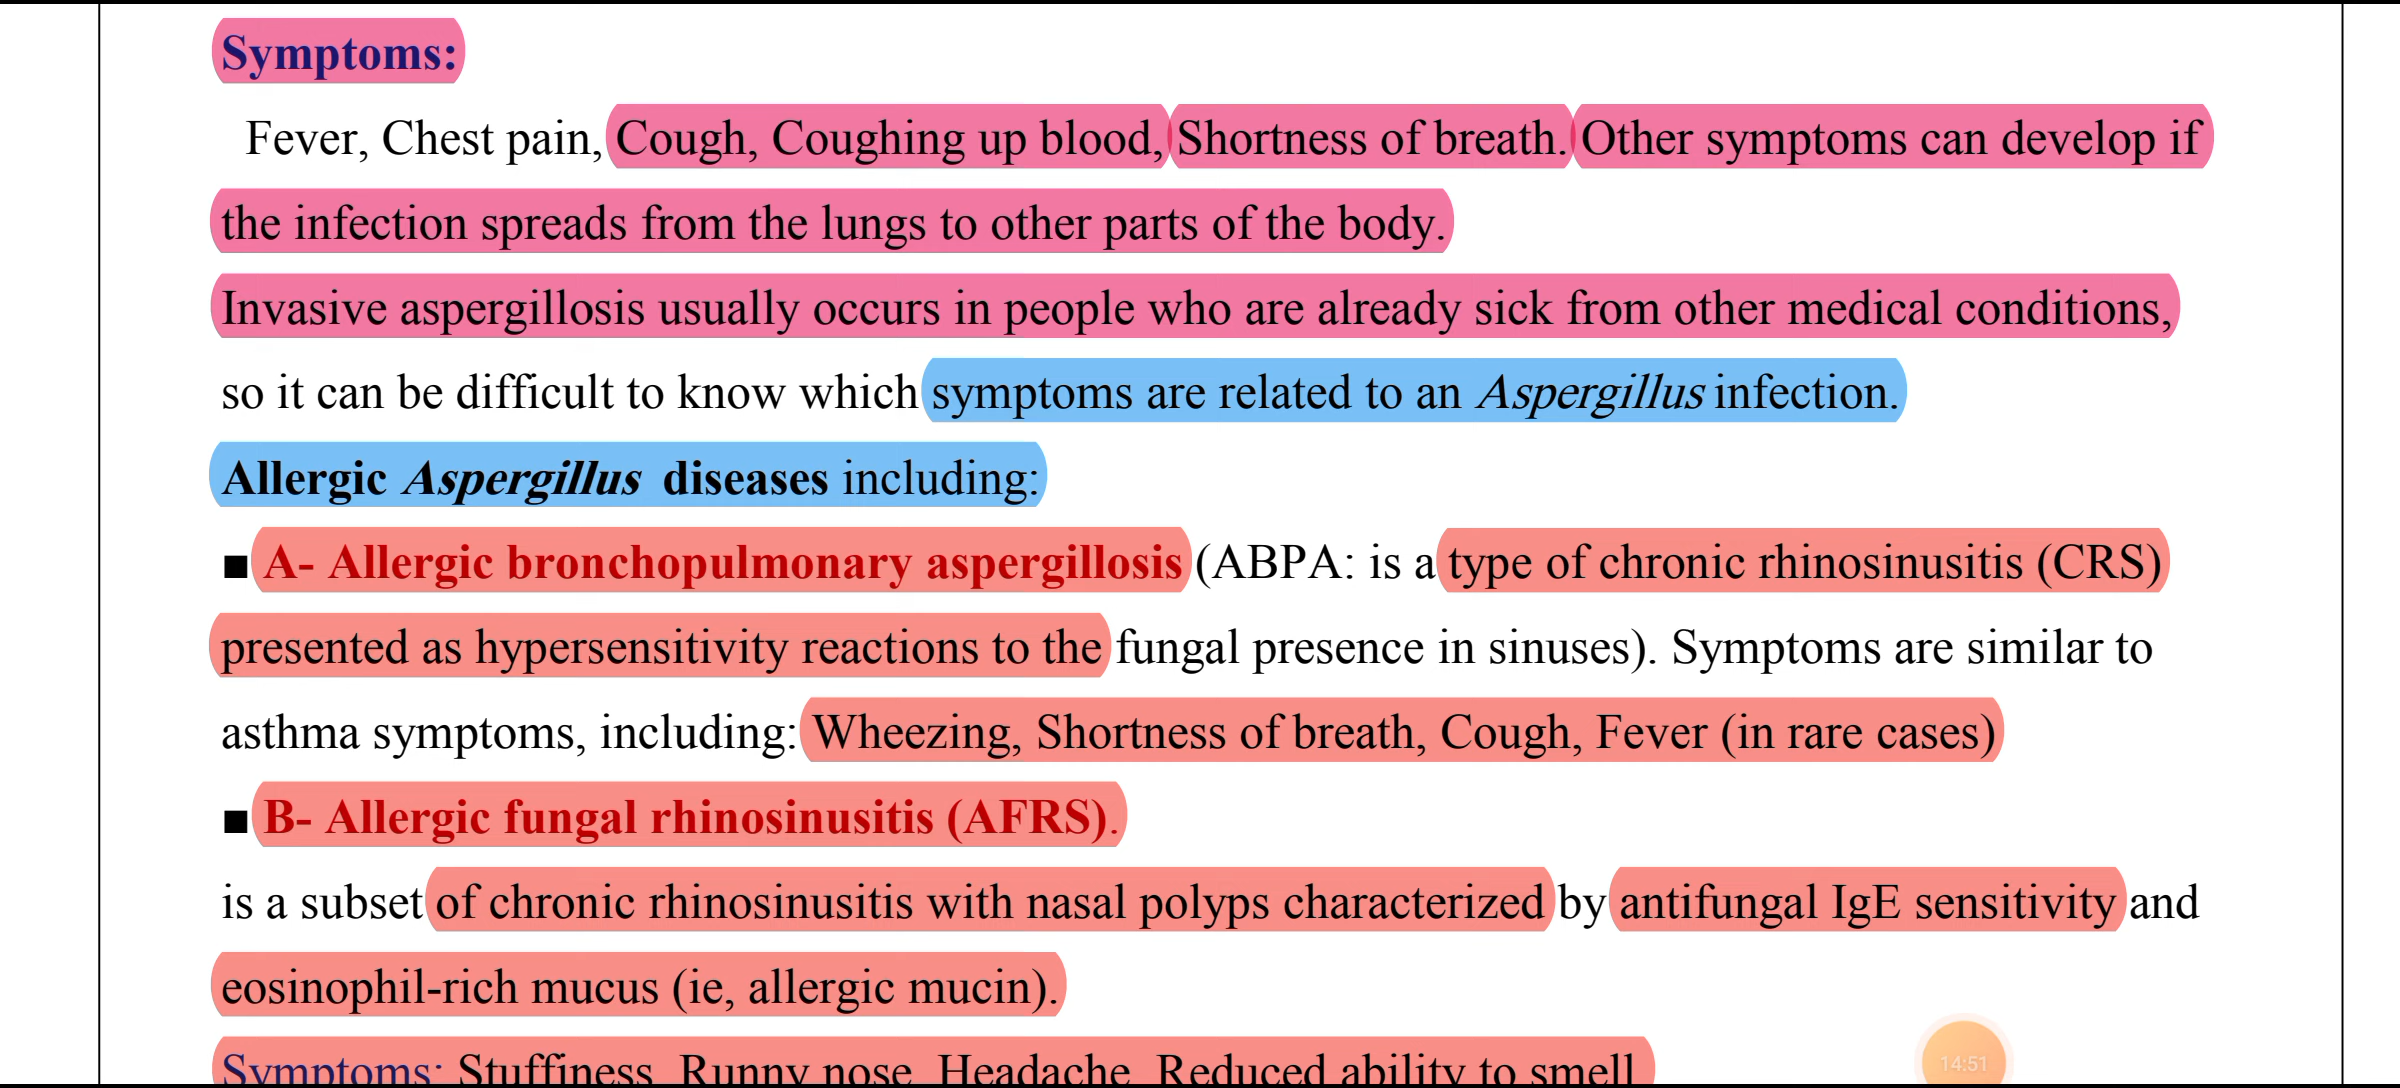 Symptoms:
Fever, Chest pain, Cough, Coughing up blood, Shortness of breath. Other symptoms can develop if
the infection spreads from the lungs to other parts of the body.
Invasive aspergillosis usually occurs in people who are already sick from other medical conditions,
so it can be difficult to know which symptoms are related to an Aspergillus infection.
Allergic Aspergillus diseases including:
■ A- Allergic bronchopulmonary aspergillosis (ABPA: is a type of chronic rhinosinusitis (CRS)
presented as hypersensitivity reactions to the fungal presence in sinuses). Symptoms are similar to
asthma symptoms, including: Wheezing, Shortness of breath, Cough, Fever (in rare cases)
■ B- Allergic fungal rhinosinusitis (AFRS).
is a subset of chronic rhinosinusitis with nasal polyps characterized by antifungal IgE sensitivity and
eosinophil-rich mucus (ie, allergic mucin).
Symptoms: Stuffiness, Runny nose, Headache, Reduced ability to smell
14:51